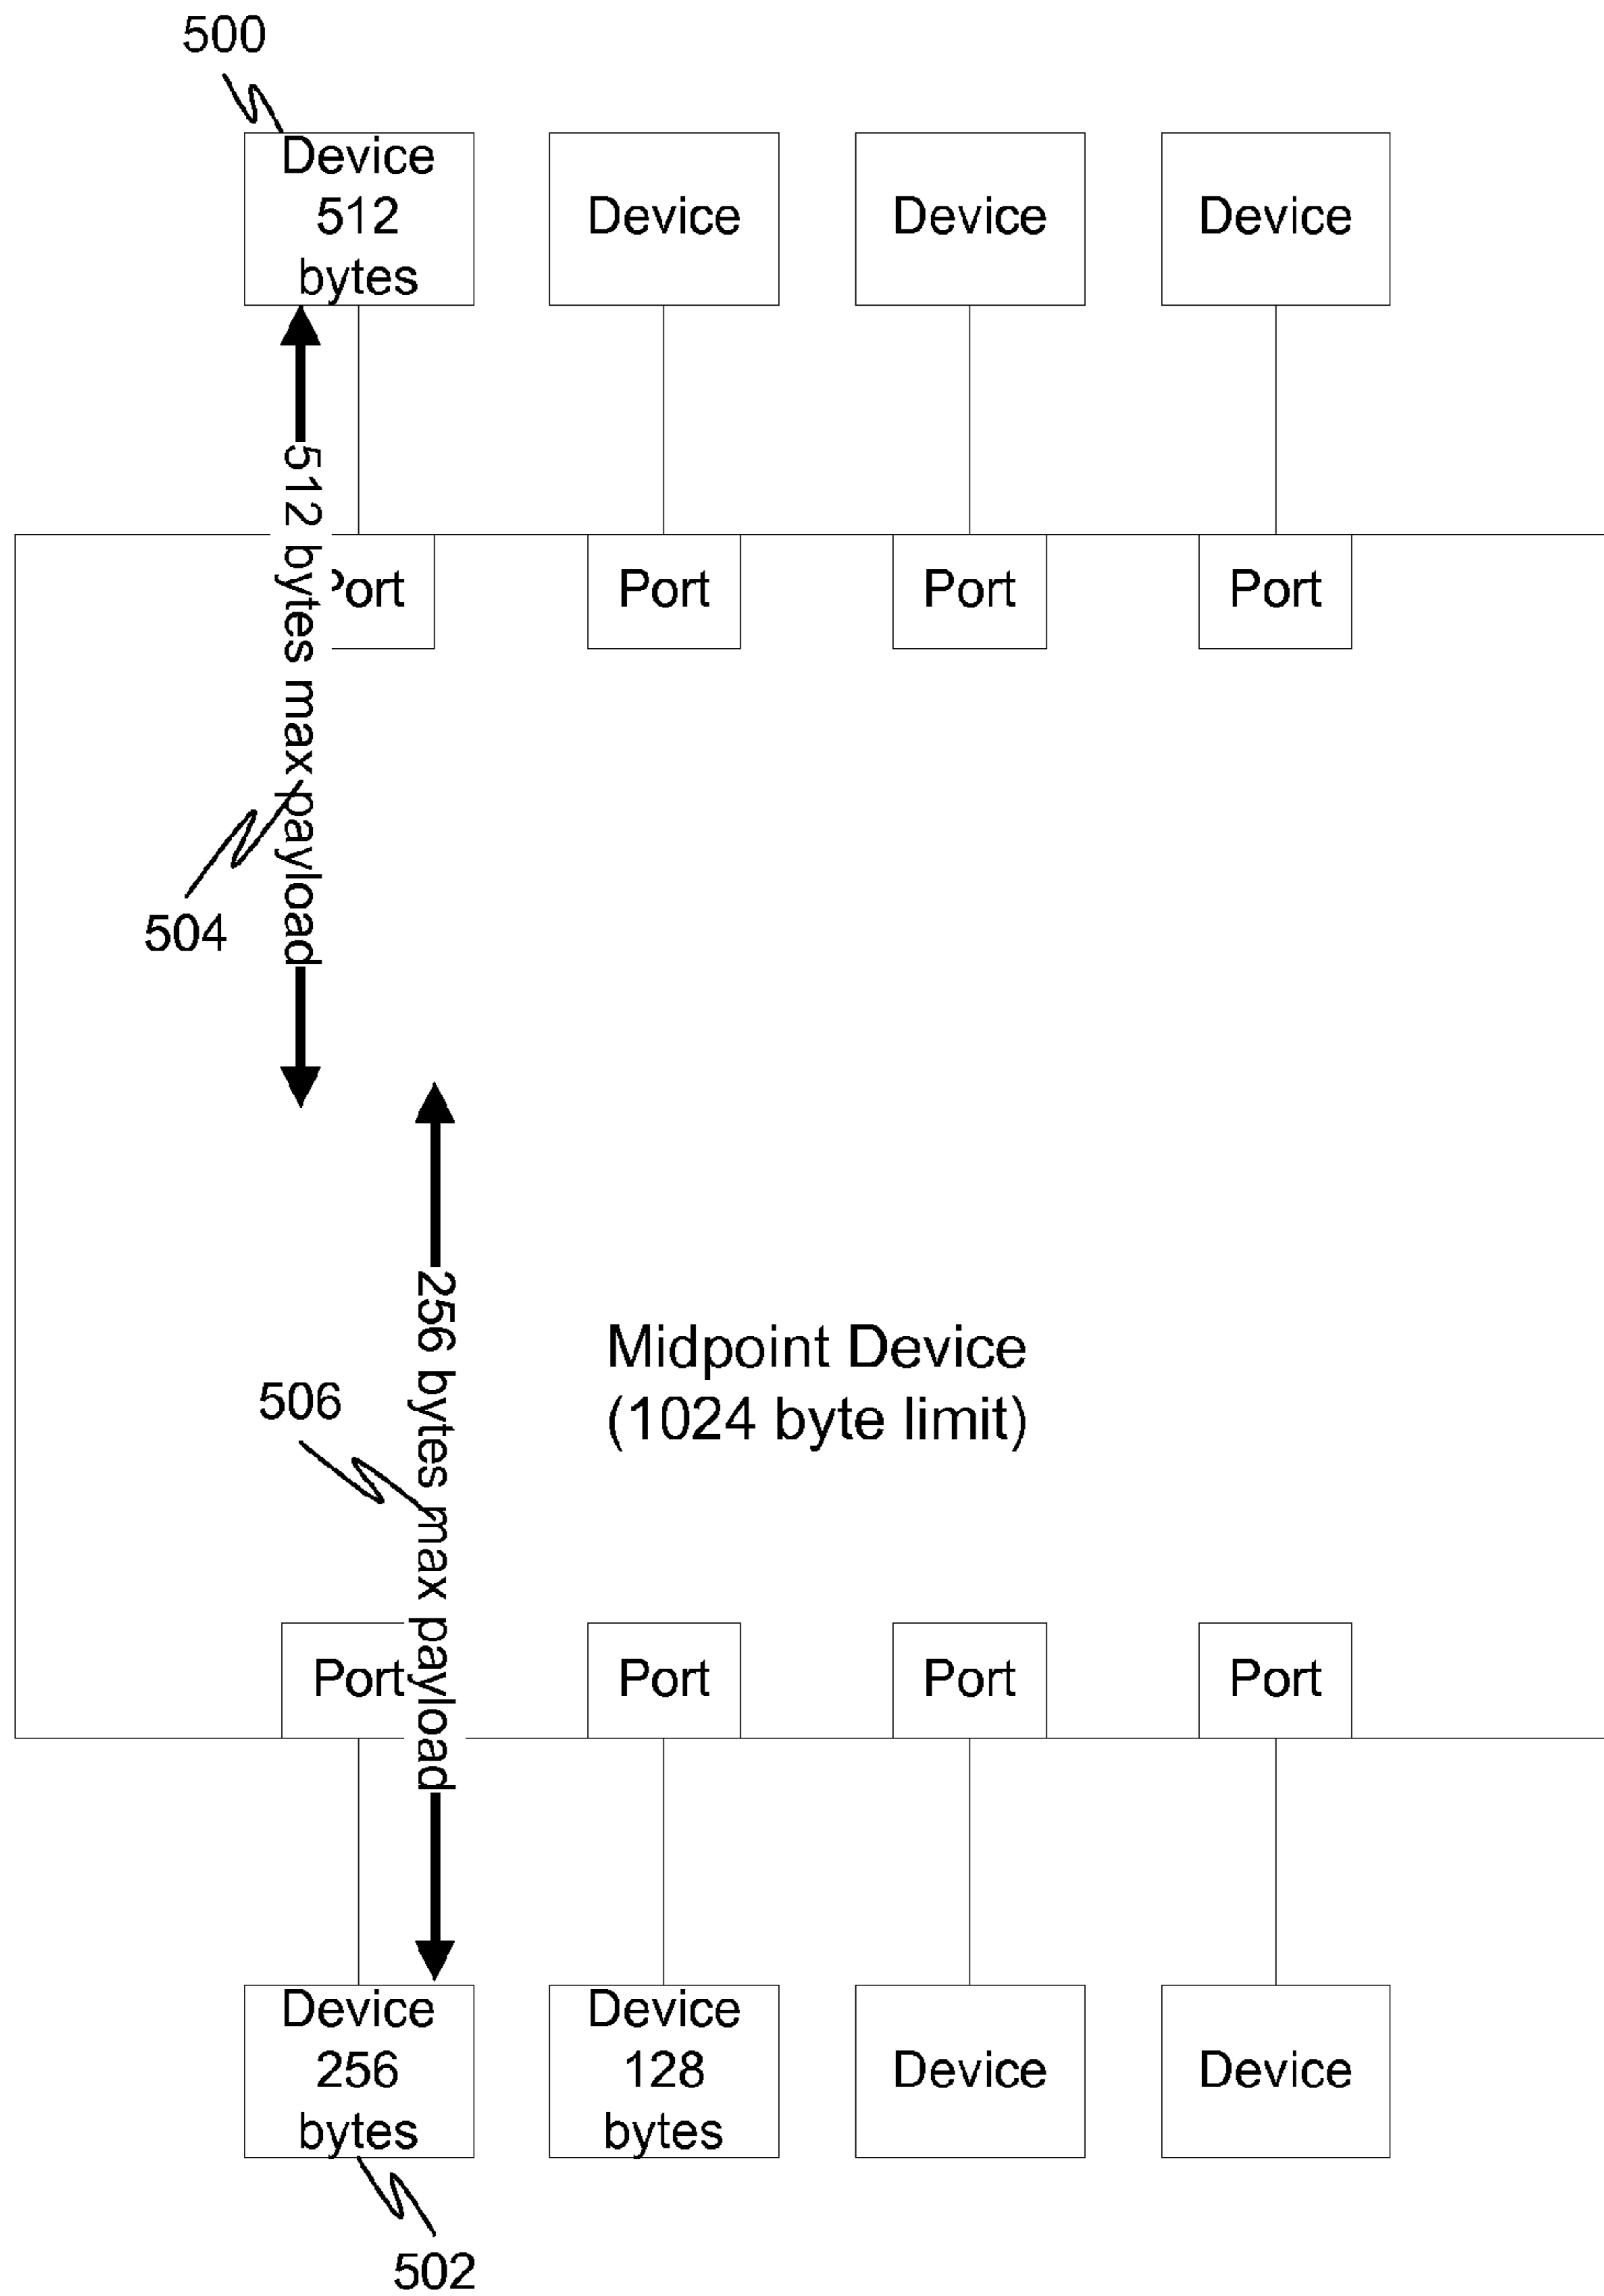 500
Device
512
bytes
Device
Device
Device
512 bytes max payload
Port
Port
Port
Port
504
256 bytes max payload
Midpoint Device
(1024 byte limit)
506
Port
Port
Port
Port
Device
256
bytes
Device
128
bytes
Device
Device
502